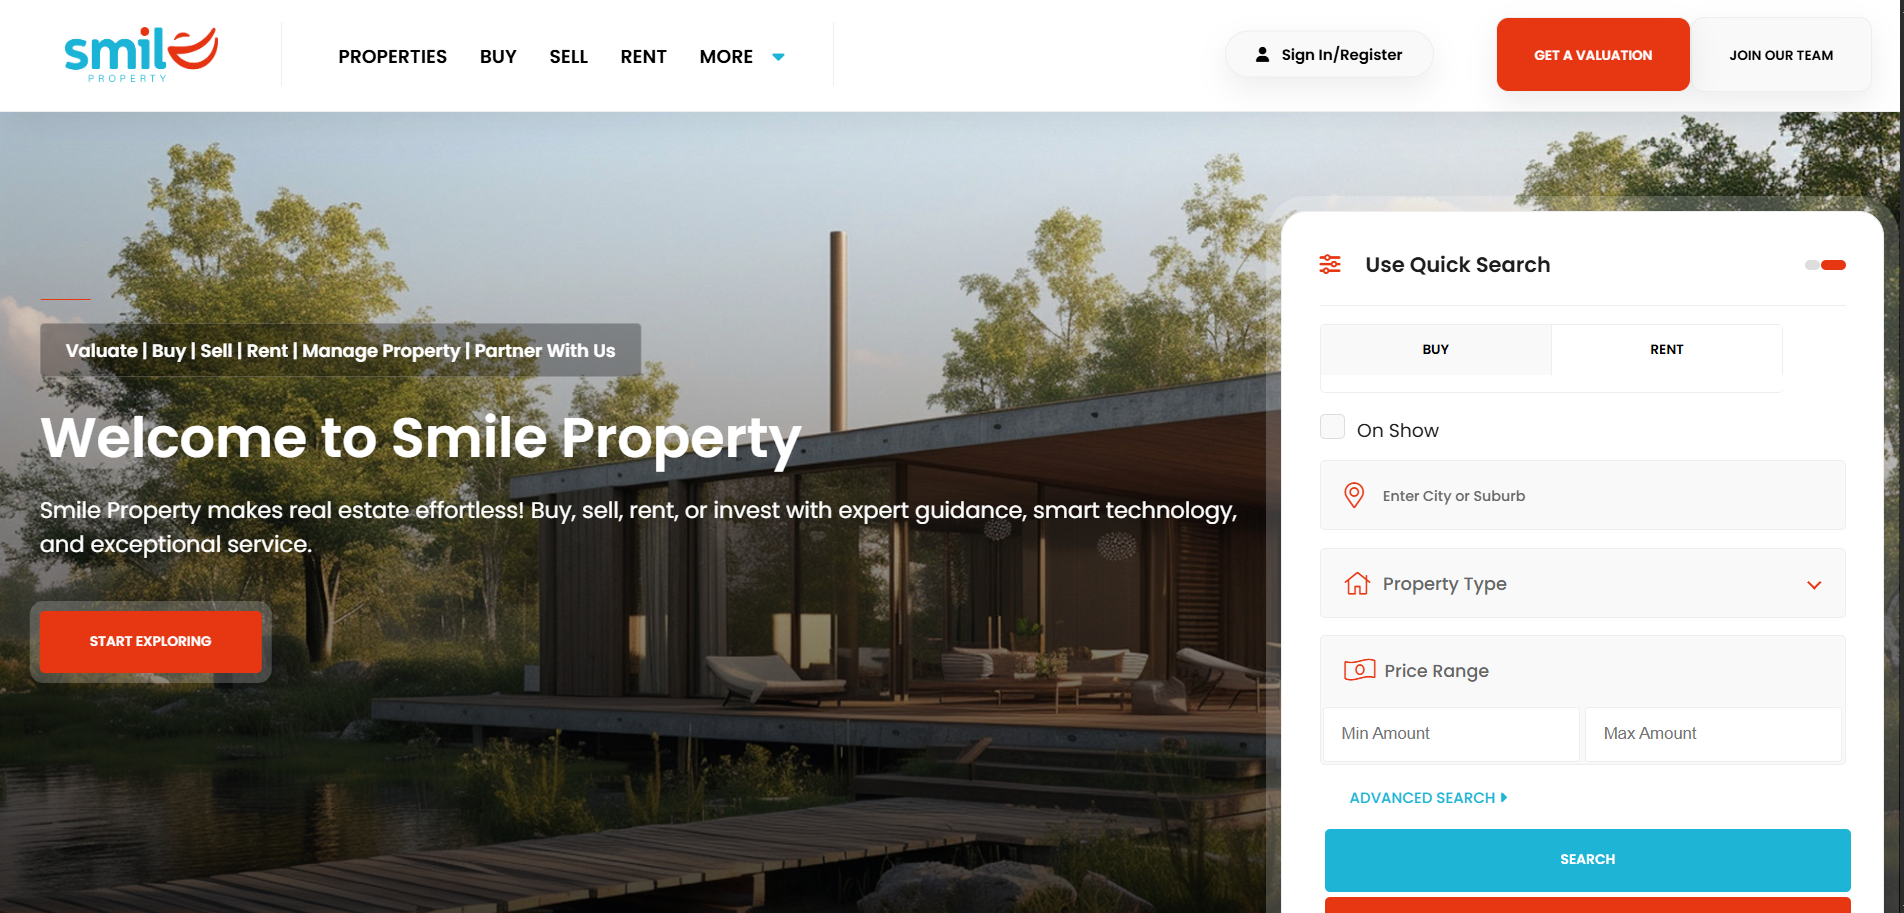 smile
PROPERTY
PROPERTIES
BUY
SELL
RENT
MORE
Sign In/Register
GET A VALUATION
JOIN OUR TEAM
Valuate | Buy | Sell | Rent | Manage Property | Partner With Us
Welcome to Smile Property
Smile Property makes real estate effortless! Buy, sell, rent, or invest with expert guidance, smart technology,
and exceptional service.
START EXPLORING
Use Quick Search
BUY
RENT
On Show
Enter City or Suburb
Property Type
Price Range
Min Amount
Max Amount
ADVANCED SEARCH
SEARCH